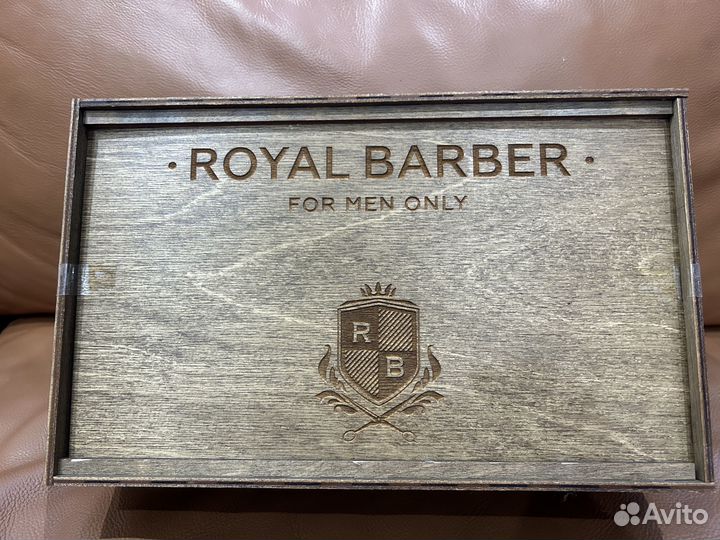 · ROYAL BARBER ·
FOR MEN ONLY
R
B
Avito